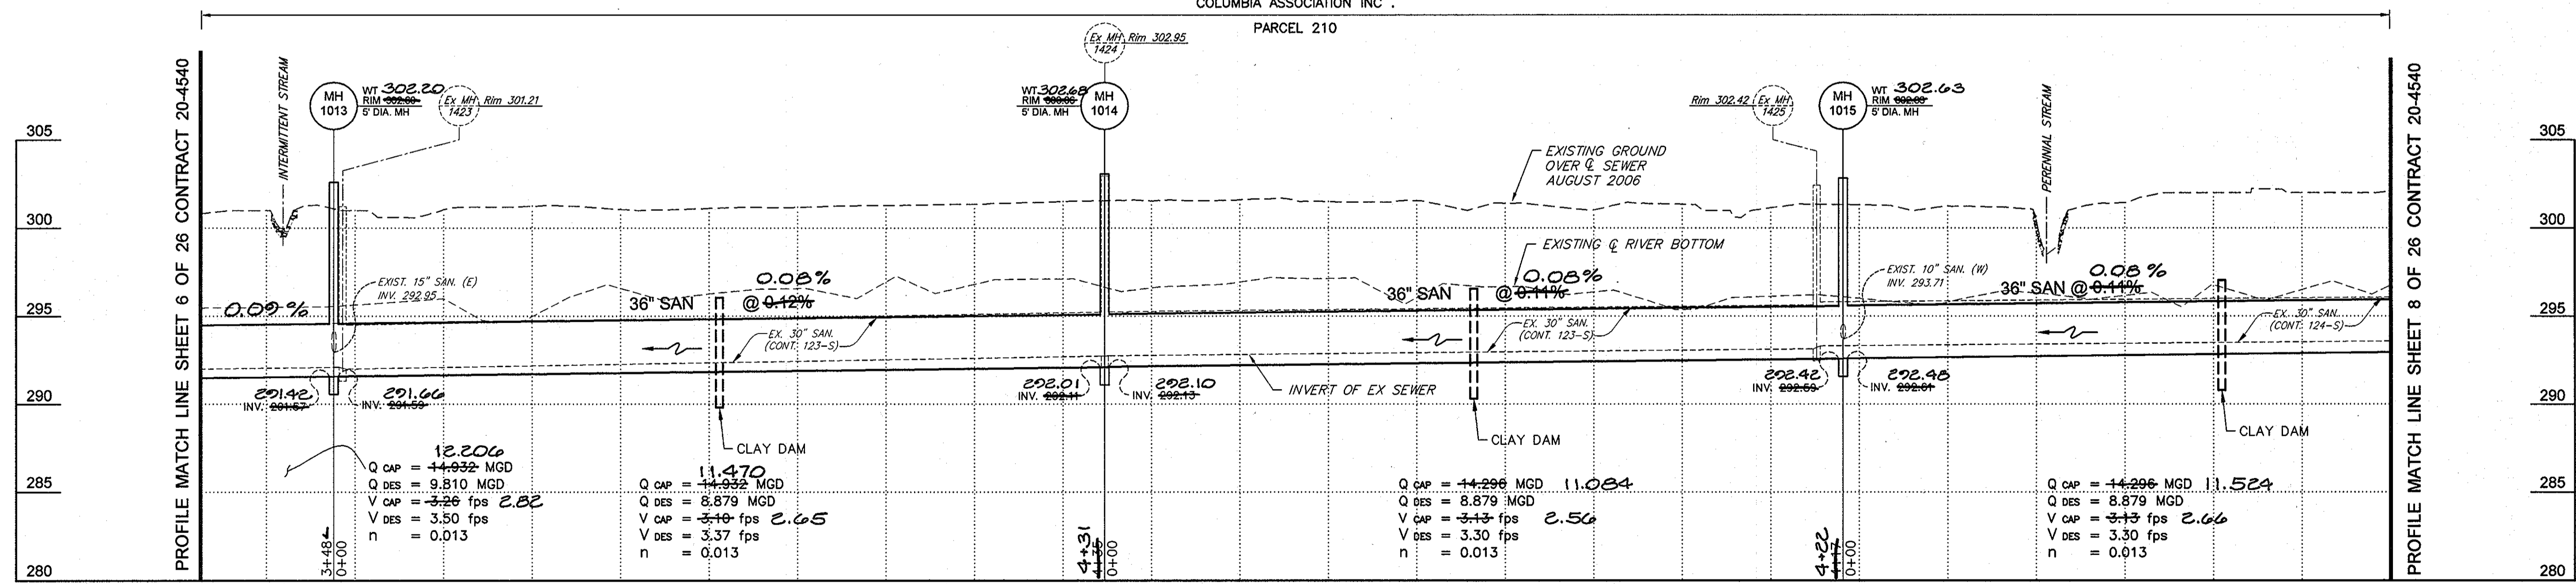 COLUMBIA ASSOCIATION INC .
PARCEL 210
Ex MH 1424 Rim 302.95
PROFILE MATCH LINE SHEET 6 OF 26 CONTRACT 20-4540
INTERMITTENT STREAM
MH 1013
WT 302.20
RIM
5' DIA. MH
Ex MH 1423 Rim 301.21
WT 302.68
RIM
5' DIA. MH
MH 1014
Rim 302.42 Ex MH 1425
MH 1015
WT 302.63
RIM
5' DIA. MH
PERENNIAL STREAM
PROFILE MATCH LINE SHEET 8 OF 26 CONTRACT 20-4540
305
300
295
290
285
280
305
300
295
290
285
280
EXISTING GROUND
OVER ℄ SEWER
AUGUST 2006
EXISTING ℄ RIVER BOTTOM
EXIST. 15" SAN. (E)
INV. 292.95
0.09%
0.08%
36" SAN @ 0.12%
EX. 30" SAN.
(CONT. 123-S)
0.08%
36" SAN @ 0.11%
EX. 30" SAN.
(CONT. 123-S)
EXIST. 10" SAN. (W)
INV. 293.71
0.08%
36" SAN @ 0.11%
EX. 30" SAN.
(CONT. 124-S)
291.42
INV. 291.57
291.66
INV. 291.59
292.01
INV. 292.11
292.10
INV. 292.13
INVERT OF EX SEWER
292.42
INV. 292.59
292.48
INV. 292.61
CLAY DAM
CLAY DAM
CLAY DAM
12.206
Q CAP = 14.932 MGD
Q DES = 9.810 MGD
V CAP = 3.26 fps 2.82
V DES = 3.50 fps
n = 0.013
11.470
Q CAP = 14.932 MGD
Q DES = 8.879 MGD
V CAP = 3.10 fps 2.65
V DES = 3.37 fps
n = 0.013
Q CAP = 14.296 MGD 11.084
Q DES = 8.879 MGD
V CAP = 3.13 fps 2.56
V DES = 3.30 fps
n = 0.013
Q CAP = 14.296 MGD 11.524
Q DES = 8.879 MGD
V CAP = 3.13 fps 2.66
V DES = 3.30 fps
n = 0.013
3+48
0+00
4+31
0+00
4+22
4+17
0+00